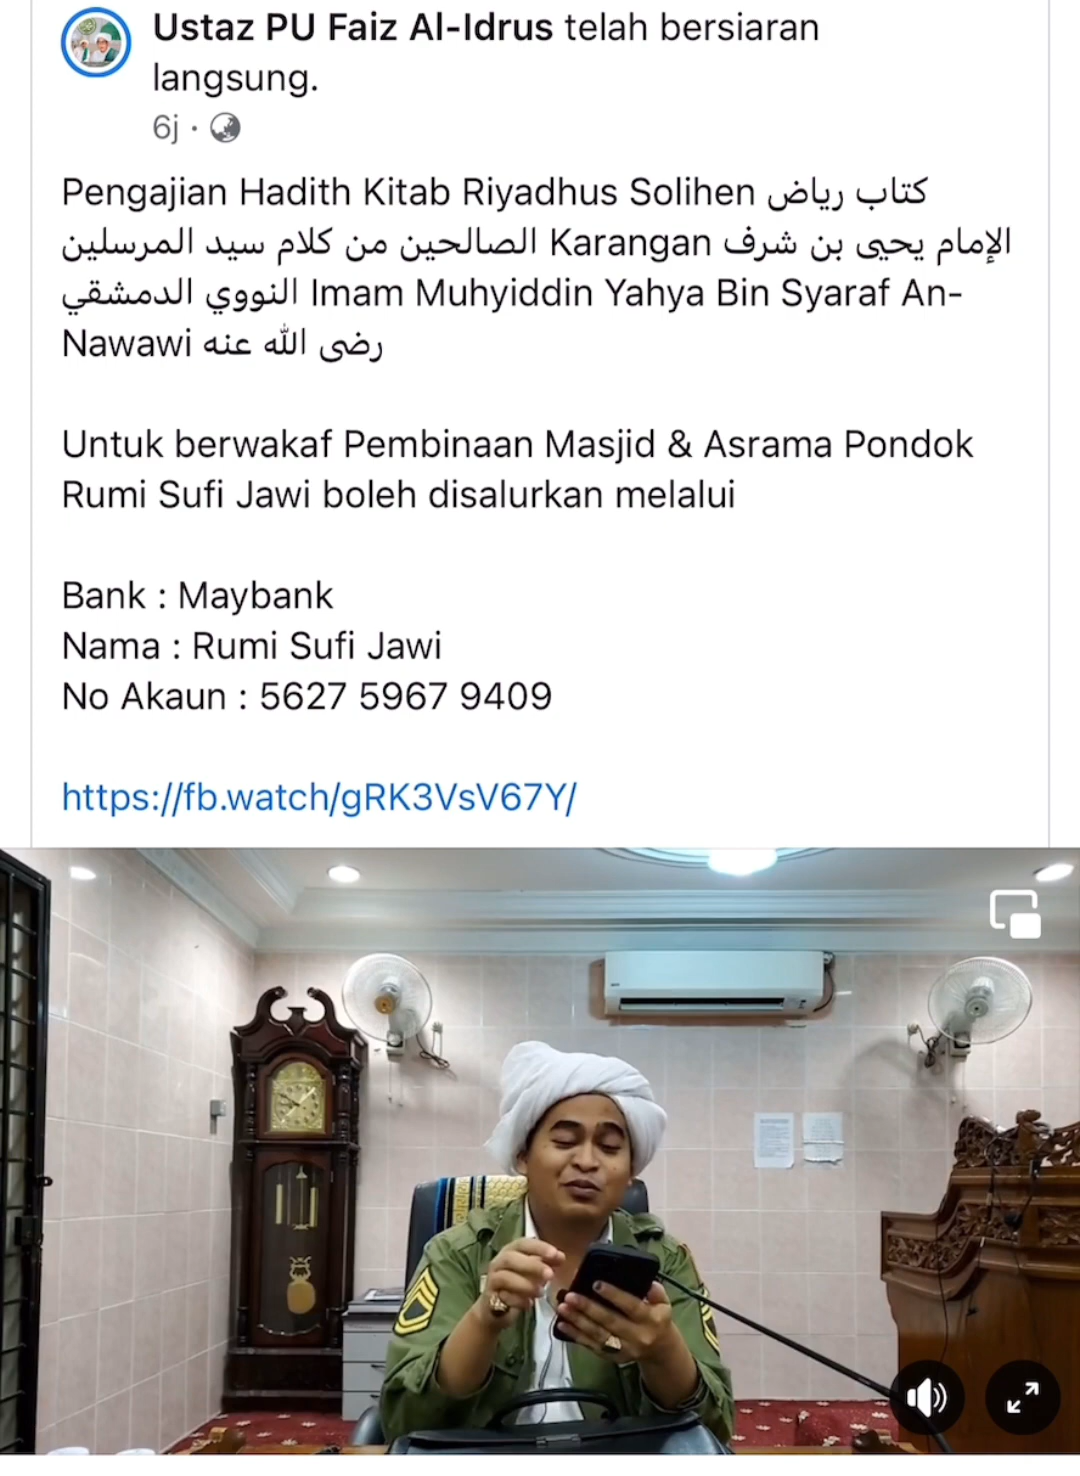 Ustaz PU Faiz Al-Idrus telah bersiaran
langsung.
6j ·
Pengajian Hadith Kitab Riyadhus Solihen كتاب رياض
الصالحين من كلام سيد المرسلين Karangan الإمام يحيى بن شرف
النووي الدمشقي Imam Muhyiddin Yahya Bin Syaraf An-
Nawawi رضى الله عنه
Untuk berwakaf Pembinaan Masjid & Asrama Pondok
Rumi Sufi Jawi boleh disalurkan melalui
Bank : Maybank
Nama : Rumi Sufi Jawi
No Akaun : 5627 5967 9409
https://fb.watch/gRK3VsV67Y/